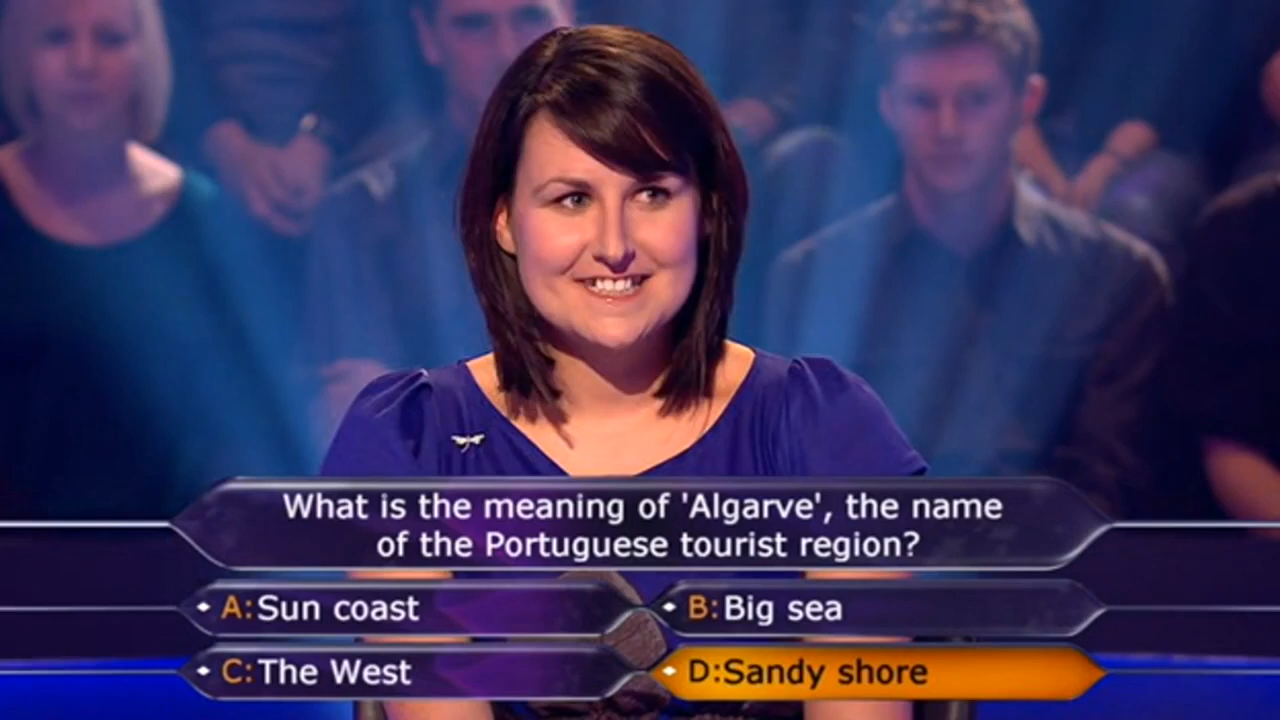 What is the meaning of 'Algarve', the name
of the Portuguese tourist region?
A: Sun coast
B: Big sea
C: The West
D: Sandy shore